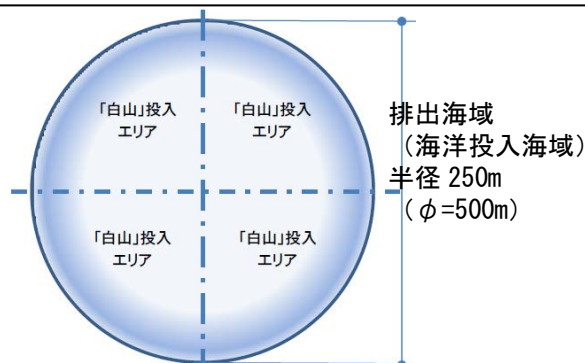 「白山」投入
エリア
「白山」投入
エリア
「白山」投入
エリア
「白山」投入
エリア
排出海域
（海洋投入海域）
半径 250m
（φ=500m）